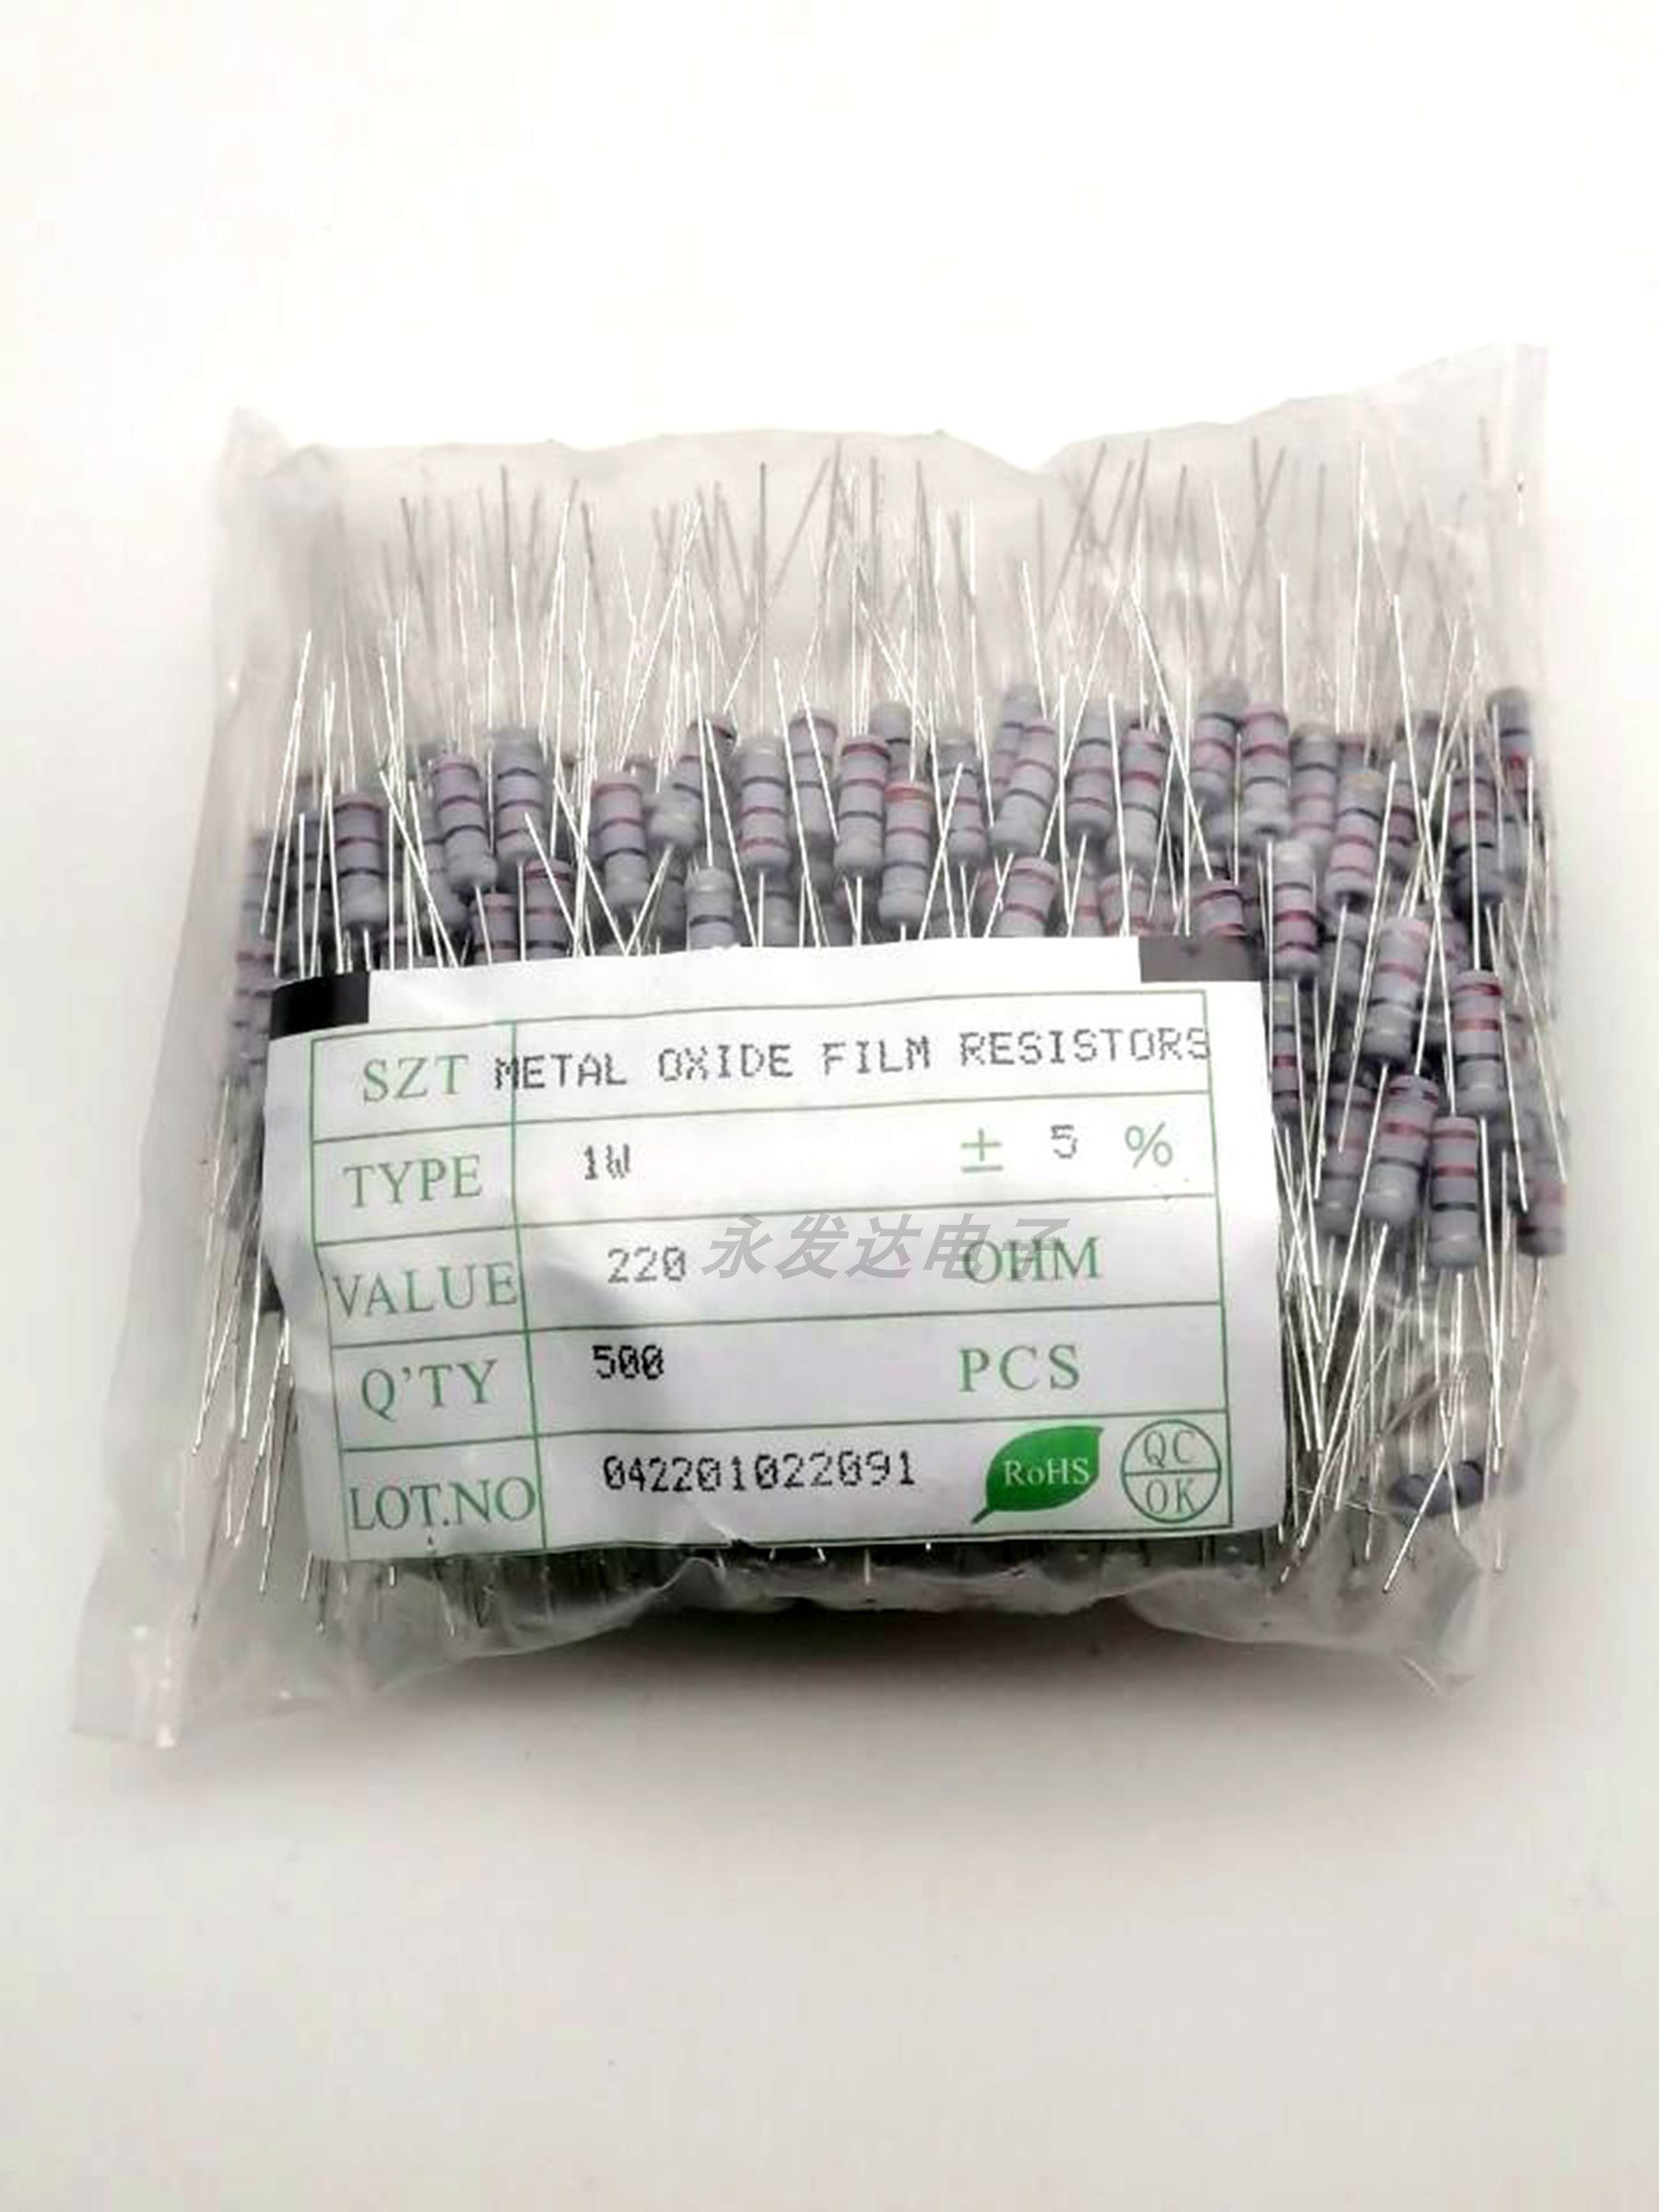 SZT METAL OXIDE FILM RESISTORS
TYPE 1W ± 5 %
VALUE 220 OHM
永发达电子
Q'TY 500 PCS
LOT.NO 042201022091 RoHS QC OK